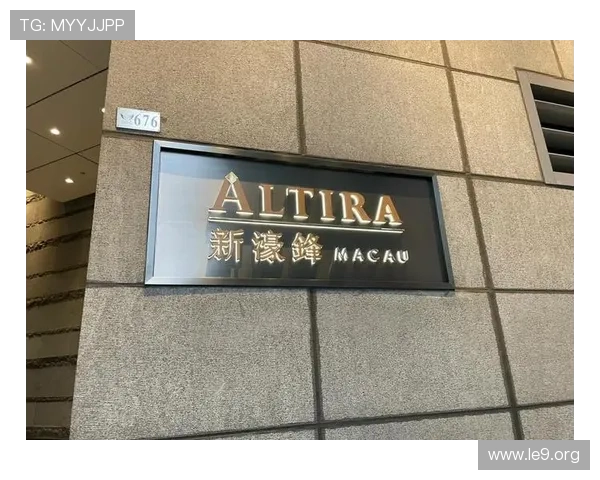 TG: MYYJJPP
676
ALTIRA
新濠鋒 MACAU
www.le9.org